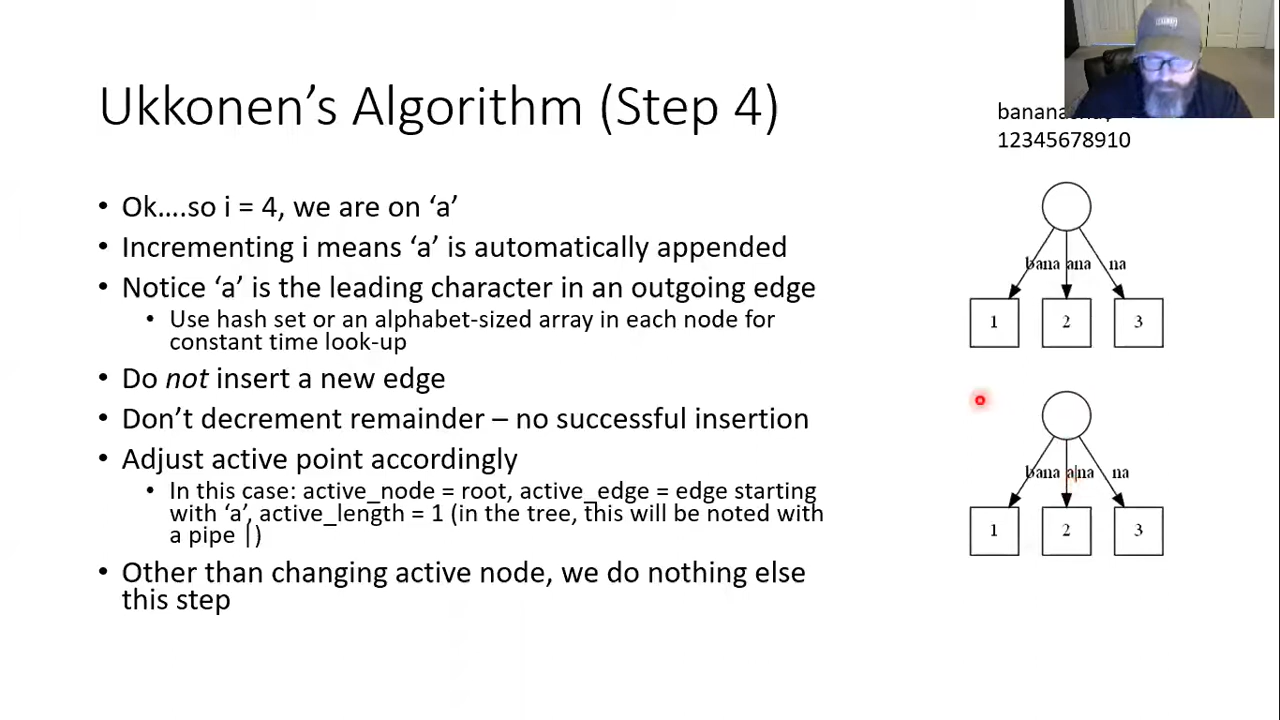 Ukkonen's Algorithm (Step 4)
12345678910
• Ok....so i = 4, we are on 'a'
• Incrementing i means 'a' is automatically appended
• Notice 'a' is the leading character in an outgoing edge
• Use hash set or an alphabet-sized array in each node for
constant time look-up
• Do not insert a new edge
• Don't decrement remainder – no successful insertion
• Adjust active point accordingly
• In this case: active_node = root, active_edge = edge starting
with 'a', active_length = 1 (in the tree, this will be noted with
a pipe |)
• Other than changing active node, we do nothing else
this step
bana ana na
1 2 3
bana a|na na
1 2 3